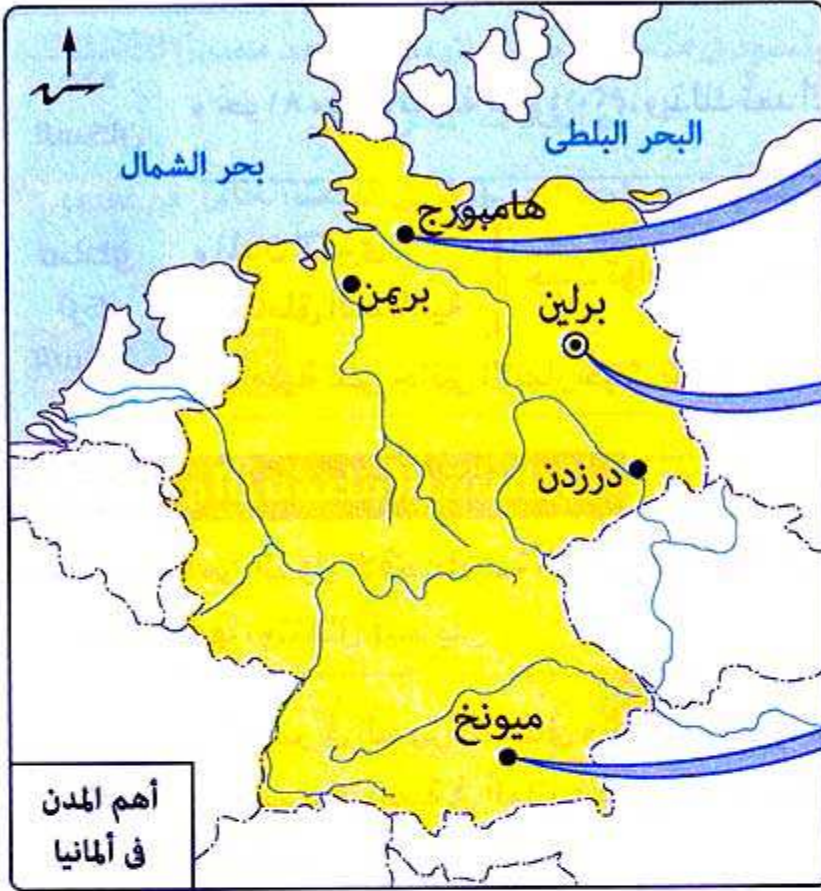 البحر البلطى
بحر الشمال
هامبورج
بريمن
برلين
درزدن
ميونخ
أهم المدن
فى ألمانيا